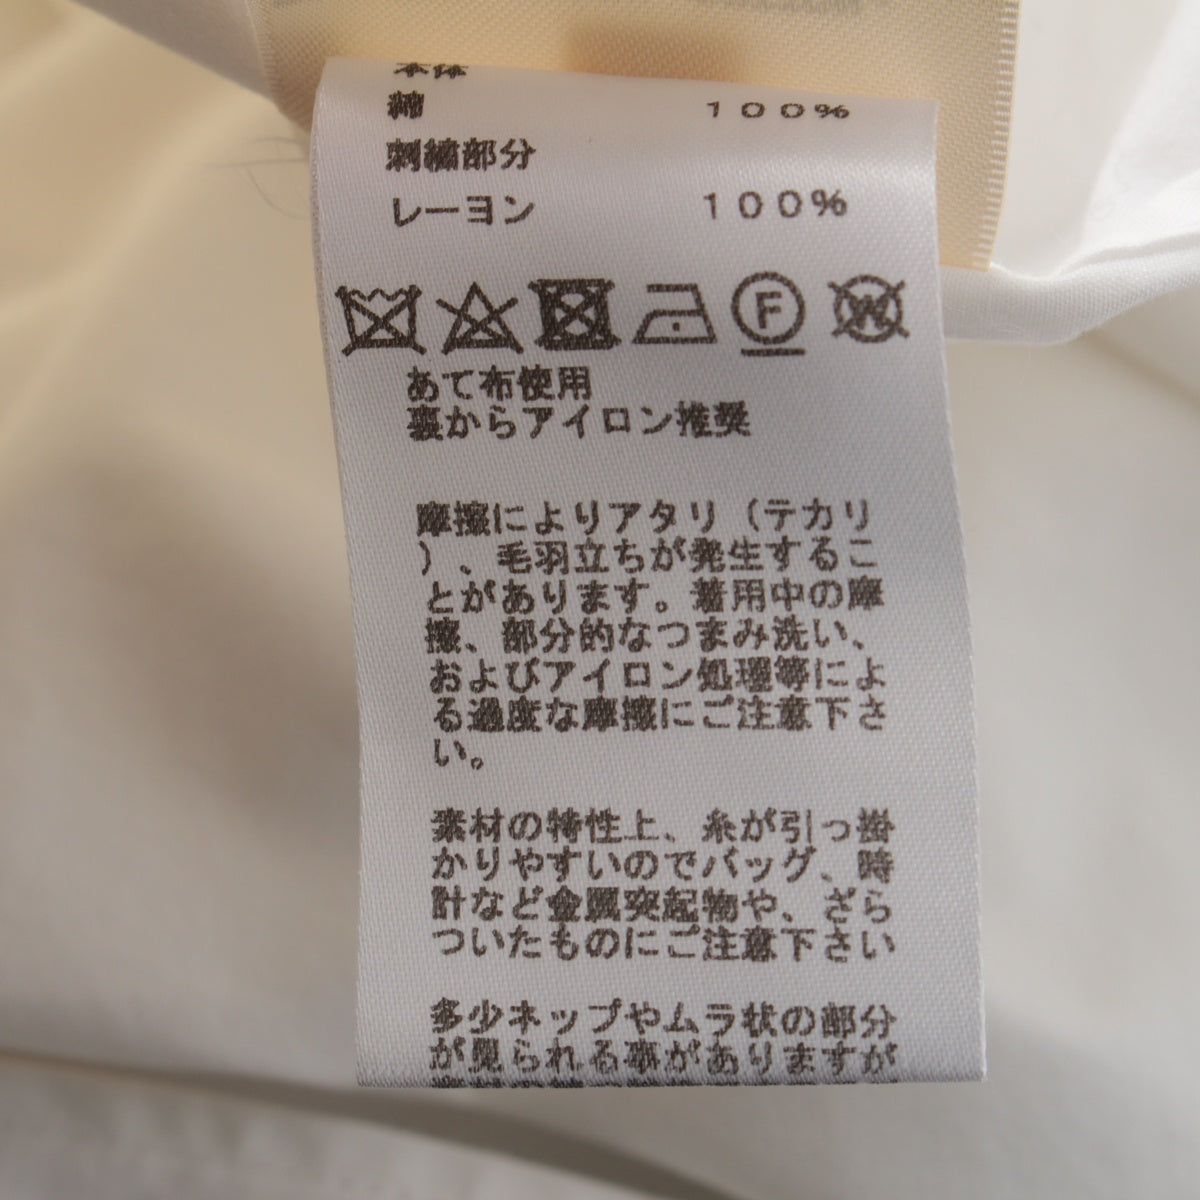 本体
綿 100%
刺繍部分
レーヨン 100%
F W
あて布使用
裏からアイロン推奨
摩擦によりアタリ(テカリ
)、毛羽立ちが発生するこ
とがあります。着用中の摩
擦、部分的なつまみ洗い、
およびアイロン処理等によ
る過度な摩擦にご注意下さ
い。
素材の特性上、糸が引っ掛
かりやすいのでバッグ、時
計など金属突起物や、ざら
ついたものにご注意下さい
多少ネップやムラ状の部分
が見られる事がありますが